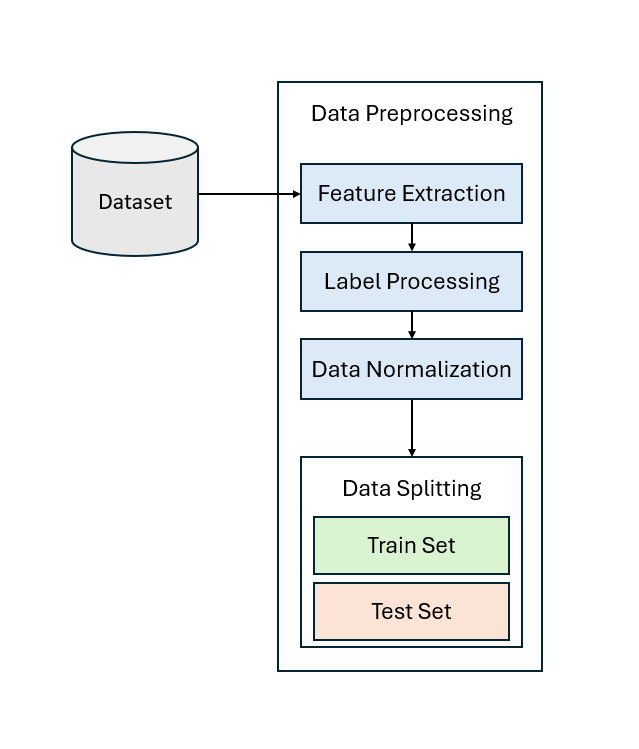 Data Preprocessing
Dataset
Feature Extraction
Label Processing
Data Normalization
Data Splitting
Train Set
Test Set